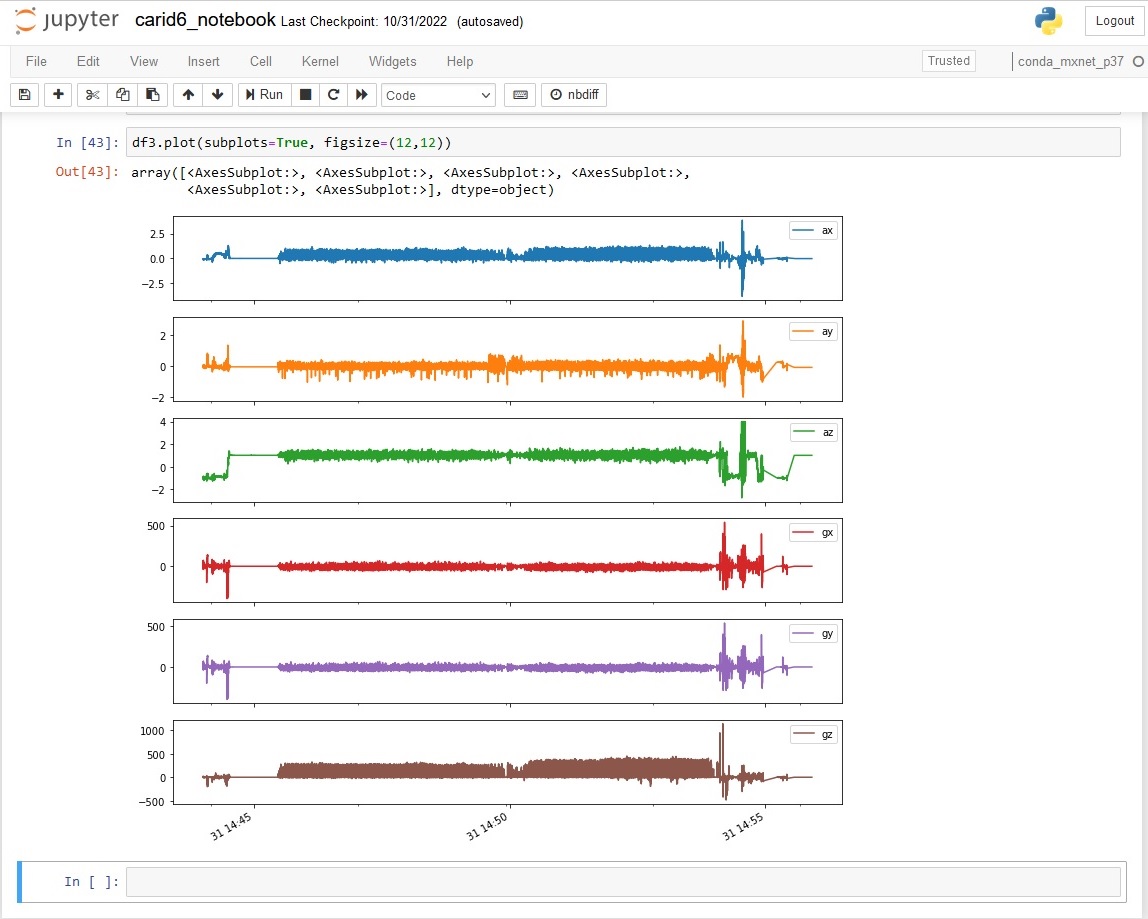 jupyter carid6_notebook Last Checkpoint: 10/31/2022 (autosaved) Logout
File Edit View Insert Cell Kernel Widgets Help Trusted conda_mxnet_p37
Run Code nbdiff
In [43]: df3.plot(subplots=True, figsize=(12,12))
Out[43]: array([<AxesSubplot:>, <AxesSubplot:>, <AxesSubplot:>, <AxesSubplot:>,
<AxesSubplot:>, <AxesSubplot:>], dtype=object)
ax
2.5
0.0
−2.5
ay
2
0
−2
az
4
2
0
−2
gx
500
0
gy
500
0
gz
1000
500
0
−500
31 14:45 31 14:50 31 14:55
In [ ]: